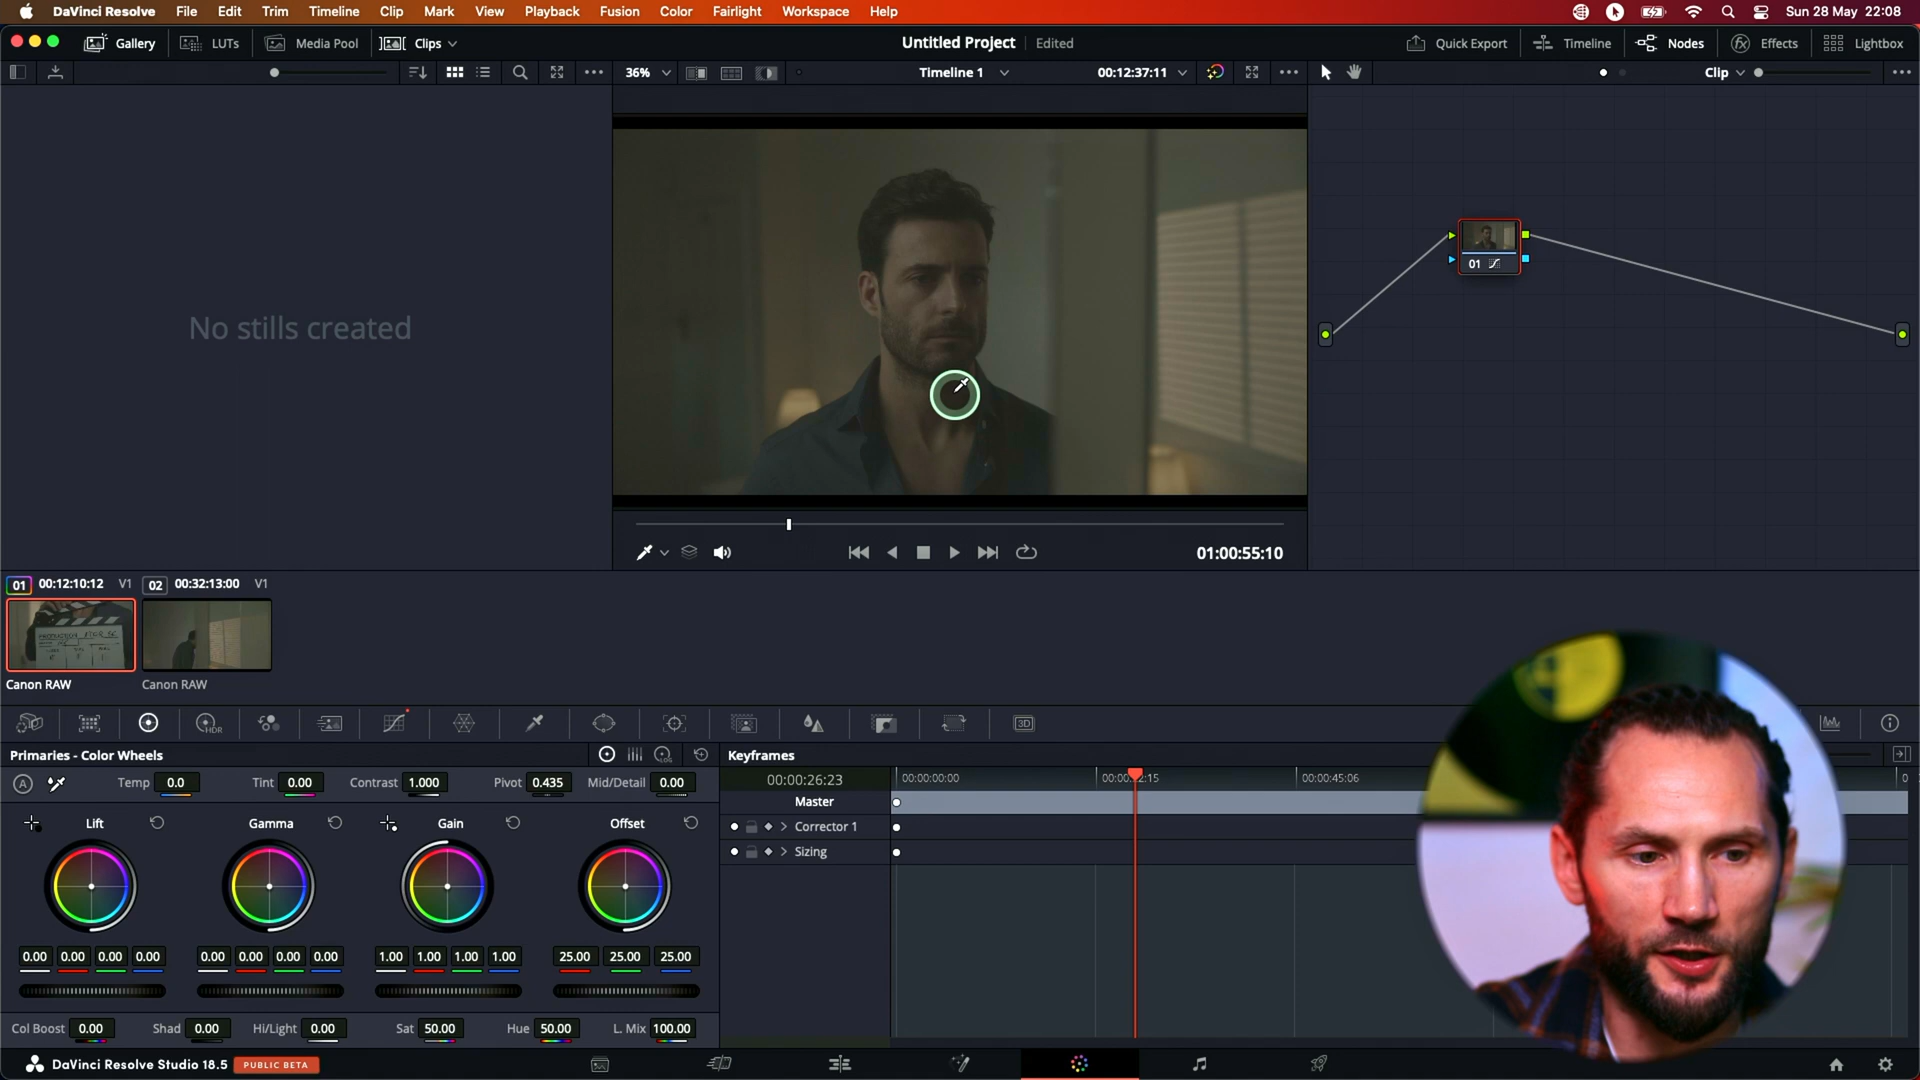 DaVinci Resolve File Edit Trim Timeline Clip Mark View Playback Fusion Color Fairlight Workspace Help Sun 28 May 22:08
Gallery LUTs Media Pool Clips Untitled Project Edited Quick Export Timeline Nodes Effects Lightbox
36% Timeline 1 00:12:37:11 Clip
No stills created
01
01:00:55:10
01 00:12:10:12 V1 02 00:32:13:00 V1
Canon RAW Canon RAW
HDR 3D
Primaries - Color Wheels LOG Keyframes
A Temp 0.0 Tint 0.00 Contrast 1.000 Pivot 0.435 Mid/Detail 0.00
00:00:26:23 00:00:00:00 00:00:45:06
Master
Lift Gamma Gain Offset
Corrector 1
Sizing
0.00 0.00 0.00 0.00 0.00 0.00 0.00 0.00 1.00 1.00 1.00 1.00 25.00 25.00 25.00
Col Boost 0.00 Shad 0.00 Hi/Light 0.00 Sat 50.00 Hue 50.00 L. Mix 100.00
DaVinci Resolve Studio 18.5 PUBLIC BETA